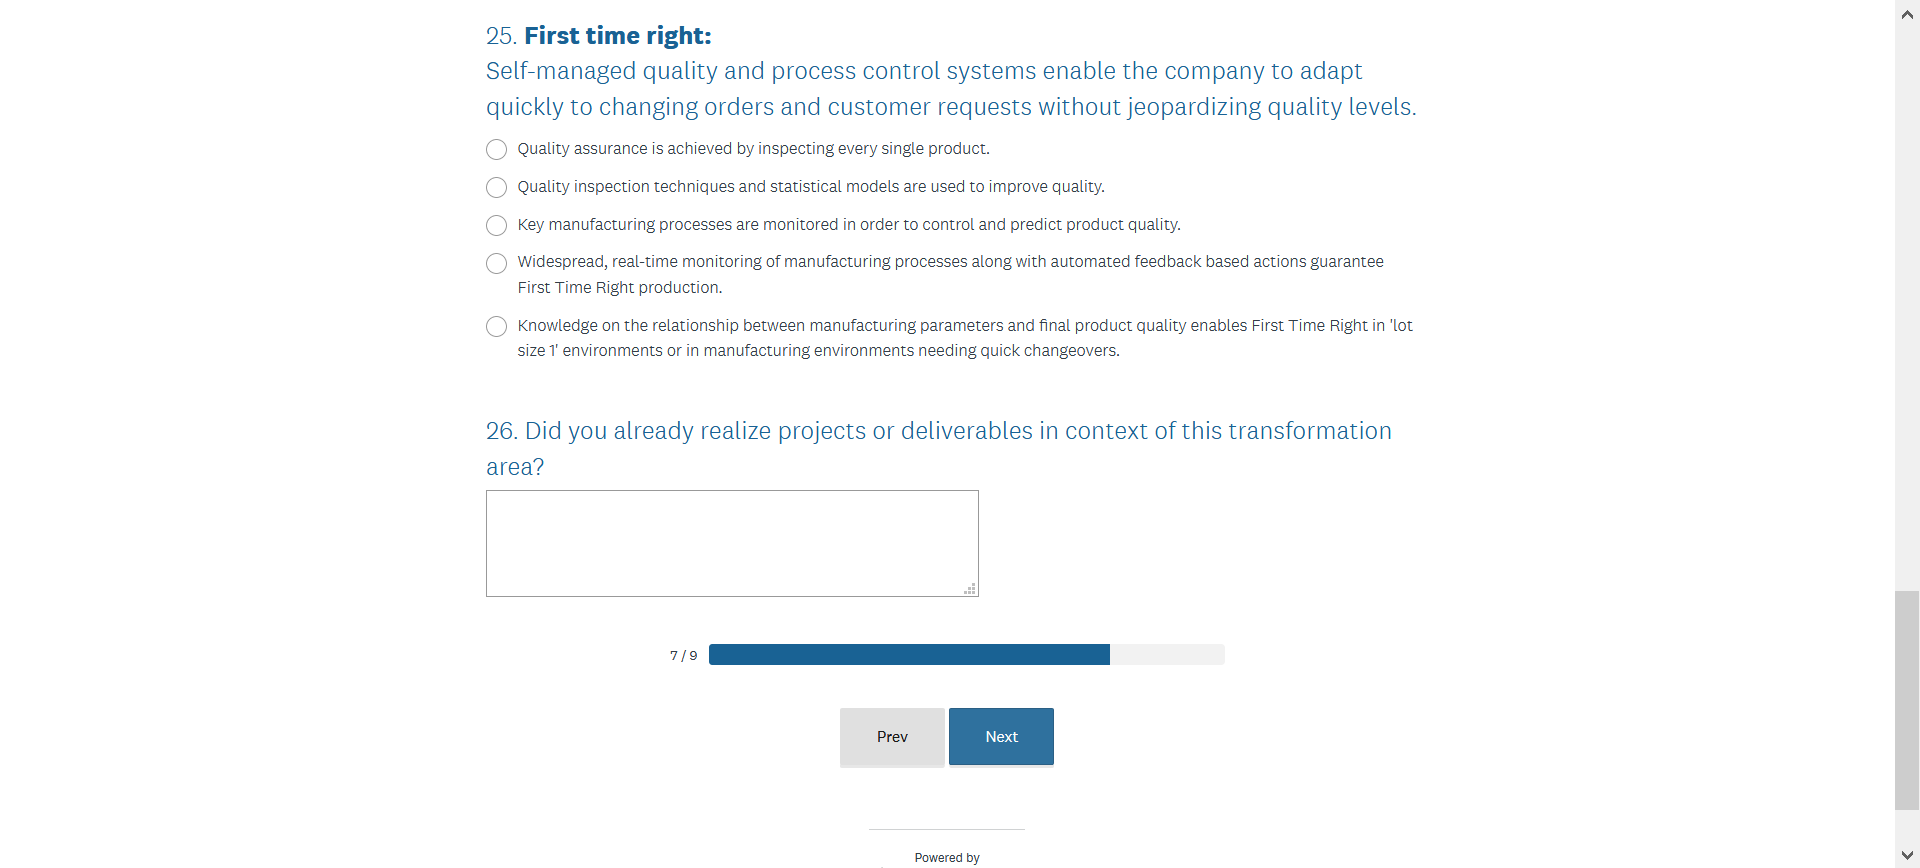 25. First time right:
Self-managed quality and process control systems enable the company to adapt
quickly to changing orders and customer requests without jeopardizing quality levels.
Quality assurance is achieved by inspecting every single product.
Quality inspection techniques and statistical models are used to improve quality.
Key manufacturing processes are monitored in order to control and predict product quality.
Widespread, real-time monitoring of manufacturing processes along with automated feedback based actions guarantee
First Time Right production.
Knowledge on the relationship between manufacturing parameters and final product quality enables First Time Right in 'lot
size 1' environments or in manufacturing environments needing quick changeovers.
26. Did you already realize projects or deliverables in context of this transformation
area?
7 / 9
Prev
Next
Powered by